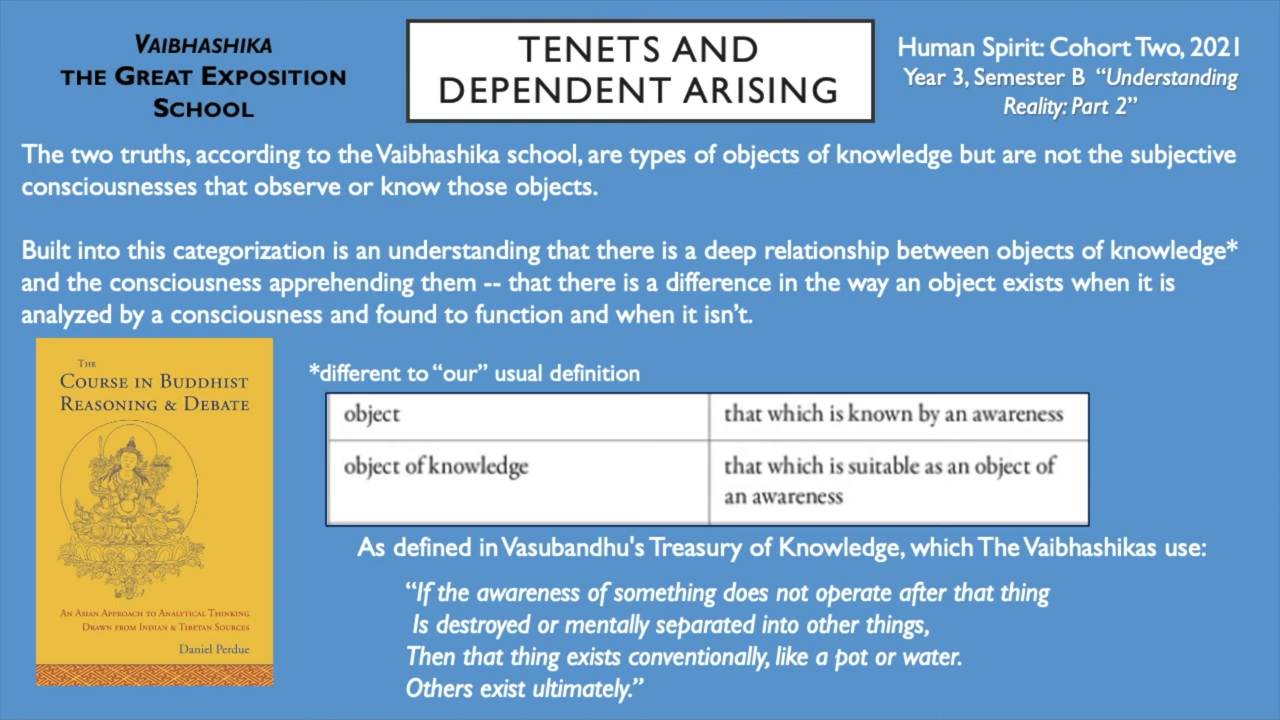 VAIBHASHIKA
THE GREAT EXPOSITION
SCHOOL
TENETS AND
DEPENDENT ARISING
Human Spirit: Cohort Two, 2021
Year 3, Semester B “Understanding
Reality: Part 2”
The two truths, according to the Vaibhashika school, are types of objects of knowledge but are not the subjective
consciousnesses that observe or know those objects.
Built into this categorization is an understanding that there is a deep relationship between objects of knowledge*
and the consciousness apprehending them -- that there is a difference in the way an object exists when it is
analyzed by a consciousness and found to function and when it isn’t.
THE
COURSE IN BUDDHIST
REASONING & DEBATE
AN ASIAN APPROACH TO ANALYTICAL THINKING
DRAWN FROM INDIAN & TIBETAN SOURCES
Daniel Perdue
*different to “our” usual definition
object that which is known by an awareness
object of knowledge that which is suitable as an object of
an awareness
As defined in Vasubandhu's Treasury of Knowledge, which The Vaibhashikas use:
“If the awareness of something does not operate after that thing
Is destroyed or mentally separated into other things,
Then that thing exists conventionally, like a pot or water.
Others exist ultimately.”